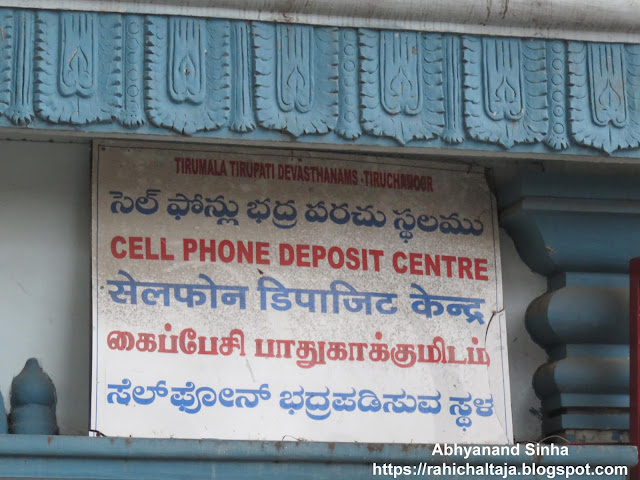 TIRUMALA TIRUPATI DEVASTHANAMS -TIRUCHANOOR
సెల్ ఫోన్లు భద్ర పరచు స్థలము
CELL PHONE DEPOSIT CENTRE
सेलफोन डिपाजिट केन्द्र
கைப்பேசி பாதுகாக்குமிடம்
ಸೆಲ್‌ಫೋನ್ ಭದ್ರಪಡಿಸುವ ಸ್ಥಳ
Abhyanand Sinha
https://rahichaltaja.blogspot.com/